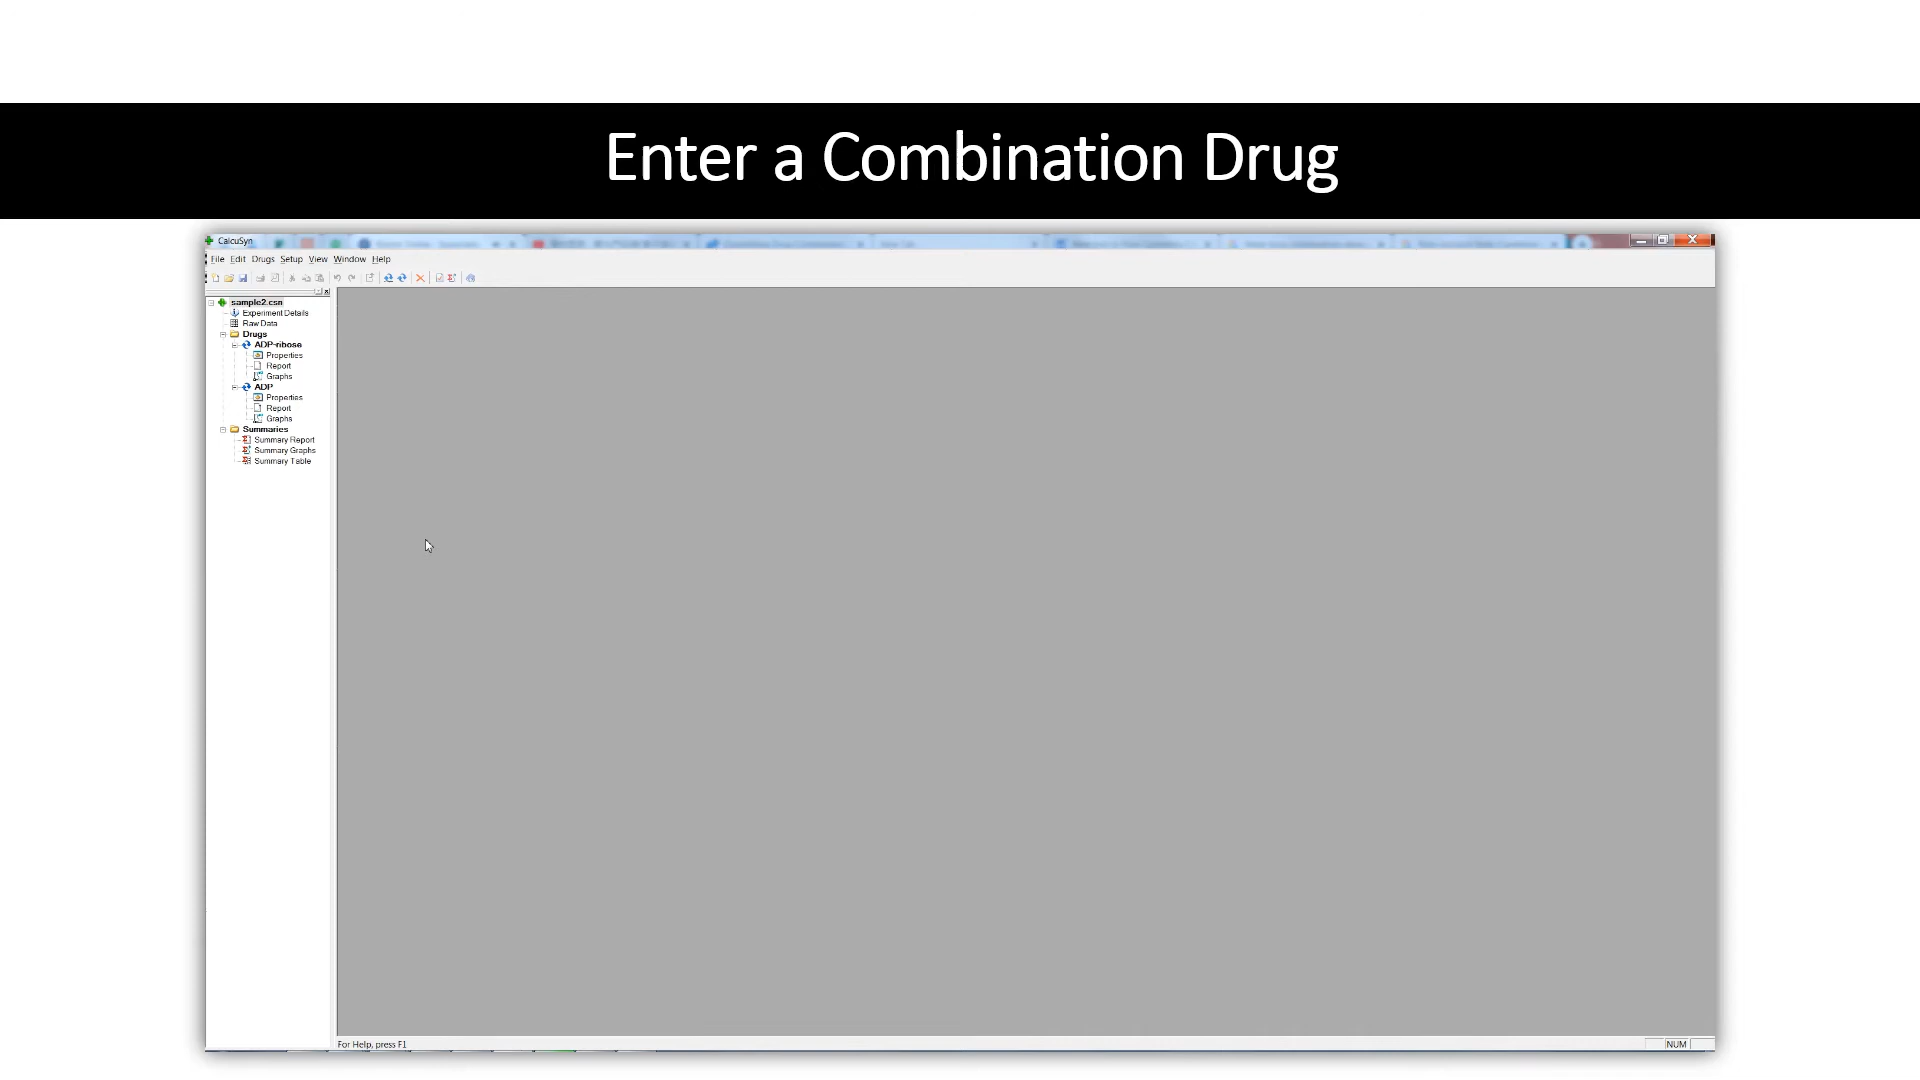 Enter a Combination Drug
CalcuSyn
File Edit Drugs Setup View Window Help
sample2.csn
Experiment Details
Raw Data
Drugs
ADP-ribose
Properties
Report
Graphs
ADP
Properties
Report
Graphs
Summaries
Summary Report
Summary Graphs
Summary Table
For Help, press F1
NUM